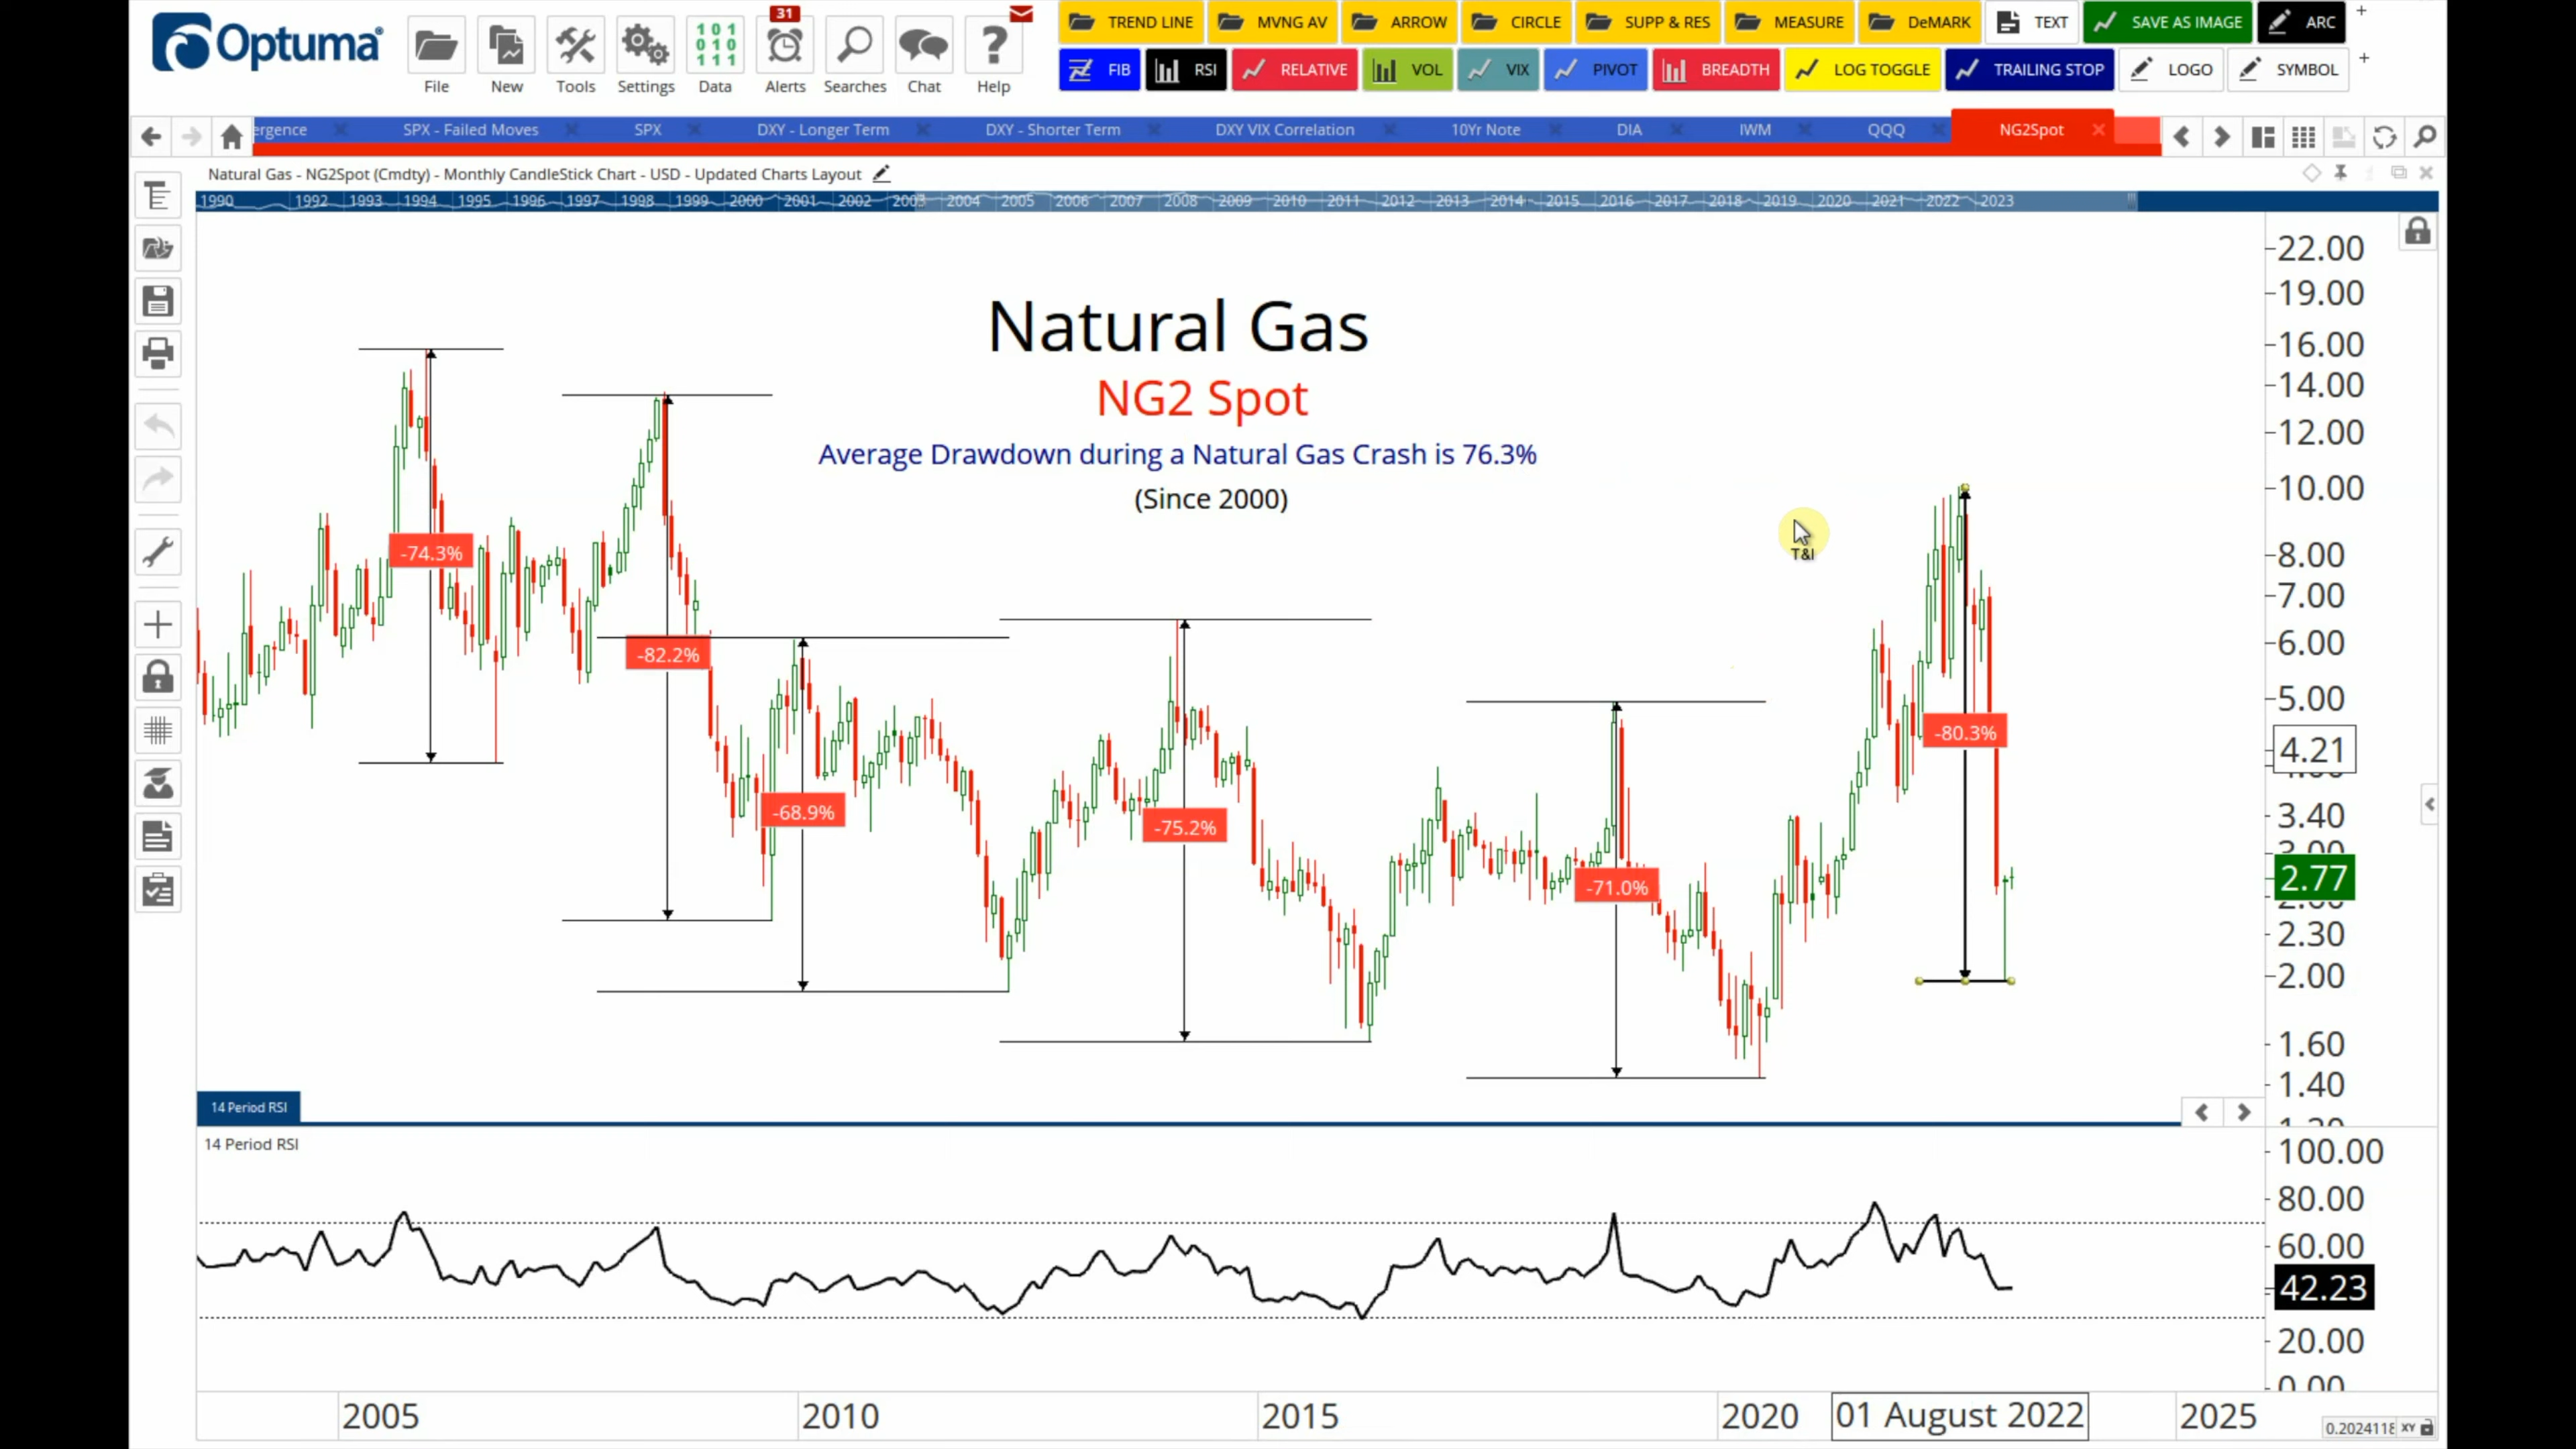 Optuma®
File
New
Tools
Settings
101
010
111
Data
31
Alerts
Searches
Chat
?
Help
TREND LINE
MVNG AV
ARROW
CIRCLE
SUPP & RES
MEASURE
DeMARK
TEXT
SAVE AS IMAGE
ARC
+
FIB
RSI
RELATIVE
VOL
VIX
PIVOT
BREADTH
LOG TOGGLE
TRAILING STOP
LOGO
SYMBOL
+
ergence
SPX - Failed Moves
SPX
DXY - Longer Term
DXY - Shorter Term
DXY VIX Correlation
10Yr Note
DIA
IWM
QQQ
NG2Spot
Natural Gas - NG2Spot (Cmdty) - Monthly CandleStick Chart - USD - Updated Charts Layout
1990 1992 1993 1994 1995 1996 1997 1998 1999 2000 2001 2002 2003 2004 2005 2006 2007 2008 2009 2010 2011 2012 2013 2014 2015 2016 2017 2018 2019 2020 2021 2022 2023
Natural Gas
NG2 Spot
Average Drawdown during a Natural Gas Crash is 76.3%
(Since 2000)
T&I
-74.3%
-82.2%
-68.9%
-75.2%
-71.0%
-80.3%
22.00
19.00
16.00
14.00
12.00
10.00
8.00
7.00
6.00
5.00
4.21
3.40
2.77
2.30
2.00
1.60
1.40
14 Period RSI
14 Period RSI
100.00
80.00
60.00
42.23
20.00
0.00
2005
2010
2015
2020
01 August 2022
2025
XY